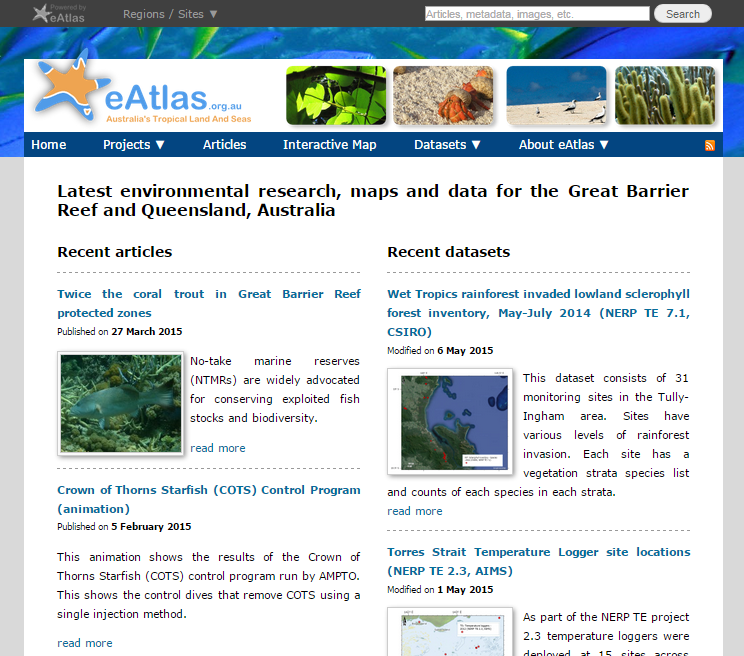 Powered by
eAtlas
Regions / Sites ▼
Articles, metadata, images, etc.
Search
eAtlas.org.au
Australia's Tropical Land And Seas
Home Projects ▼ Articles Interactive Map Datasets ▼ About eAtlas ▼
Latest environmental research, maps and data for the Great Barrier
Reef and Queensland, Australia
Recent articles
Twice the coral trout in Great Barrier Reef
protected zones
Published on 27 March 2015
No-take marine reserves
(NTMRs) are widely advocated
for conserving exploited fish
stocks and biodiversity.
read more
Crown of Thorns Starfish (COTS) Control Program
(animation)
Published on 5 February 2015
This animation shows the results of the Crown of
Thorns Starfish (COTS) control program run by AMPTO.
This shows the control dives that remove COTS using a
single injection method.
read more
Recent datasets
Wet Tropics rainforest invaded lowland sclerophyll
forest inventory, May-July 2014 (NERP TE 7.1,
CSIRO)
Modified on 6 May 2015
This dataset consists of 31
monitoring sites in the Tully-
Ingham area. Sites have
various levels of rainforest
invasion. Each site has a
vegetation strata species list
and counts of each species in each strata.
read more
Torres Strait Temperature Logger site locations
(NERP TE 2.3, AIMS)
Modified on 1 May 2015
As part of the NERP TE project
2.3 temperature loggers were
deployed at 15 sites across